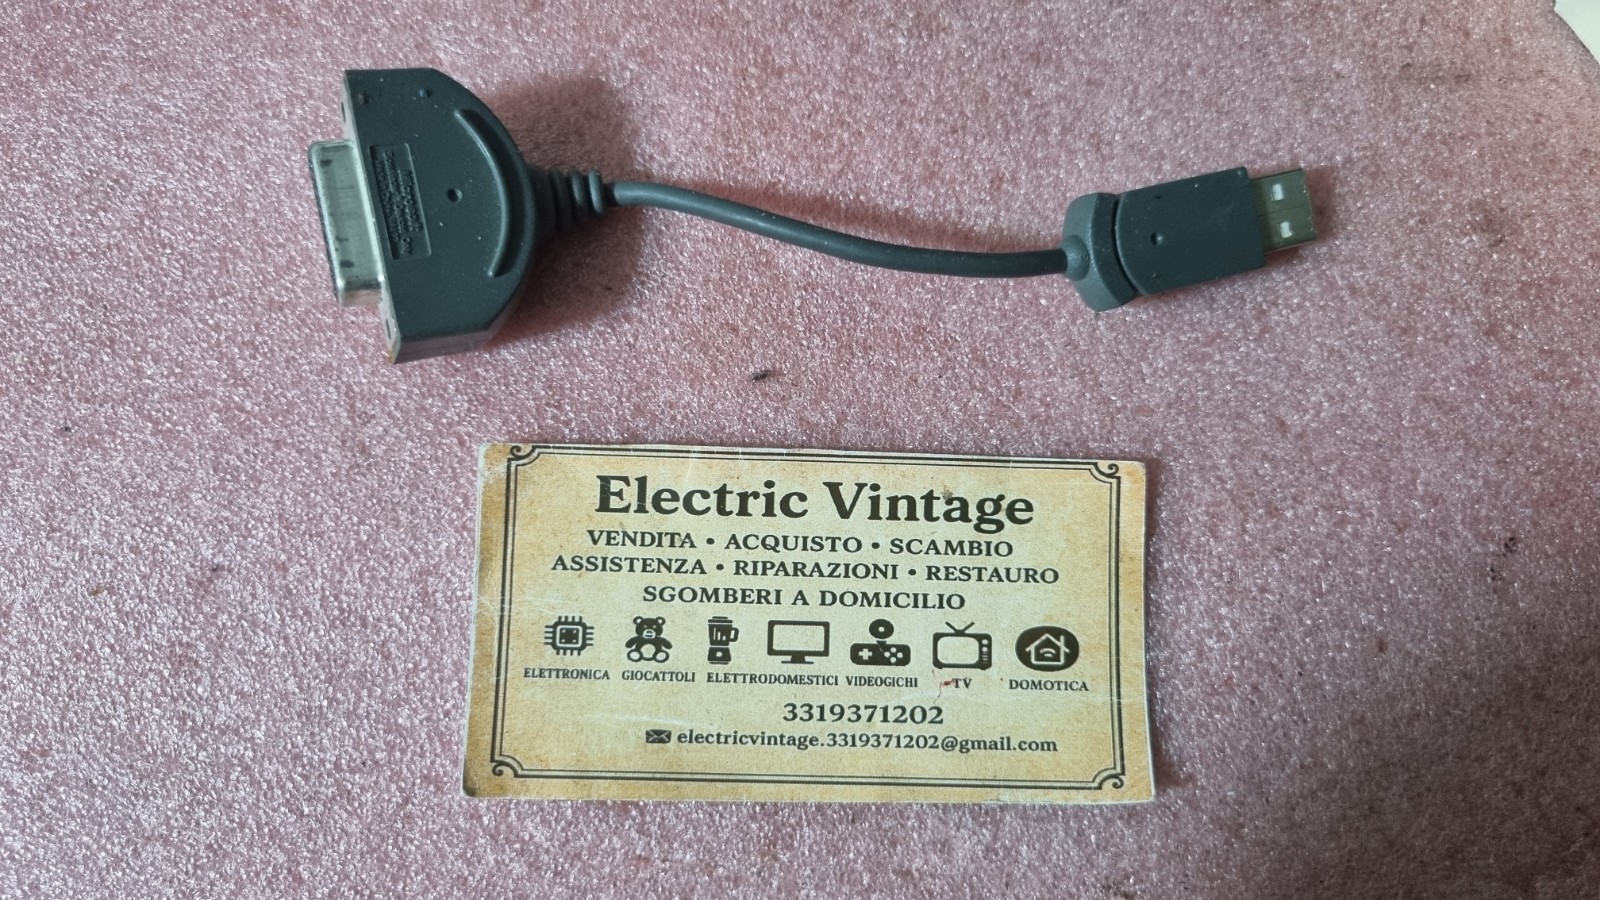 Electric Vintage
VENDITA • ACQUISTO • SCAMBIO
ASSISTENZA • RIPARAZIONI • RESTAURO
SGOMBERI A DOMICILIO
ELETTRONICA GIOCATTOLI ELETTRODOMESTICI VIDEOGICHI TV DOMOTICA
3319371202
electricvintage.3319371202@gmail.com